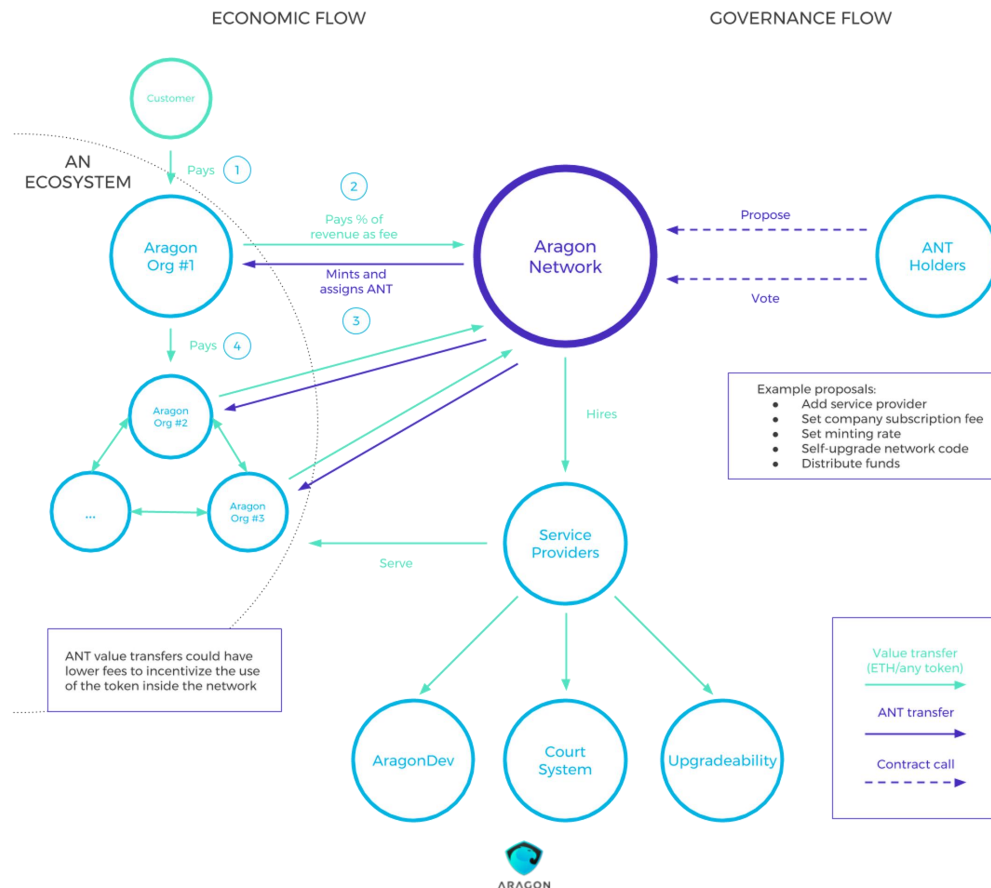 ECONOMIC FLOW
GOVERNANCE FLOW
Customer
AN
ECOSYSTEM
Pays
1
2
Pays % of
revenue as fee
Aragon
Org #1
Mints and
assigns ANT
3
Aragon
Network
Propose
Vote
ANT
Holders
Pays
4
Aragon
Org #2
...
Aragon
Org #3
Hires
Example proposals:
● Add service provider
● Set company subscription fee
● Set minting rate
● Self-upgrade network code
● Distribute funds
Service
Providers
Serve
ANT value transfers could have
lower fees to incentivize the use
of the token inside the network
AragonDev
Court
System
Upgradeability
Value transfer
(ETH/any token)
ANT transfer
Contract call
ARAGON